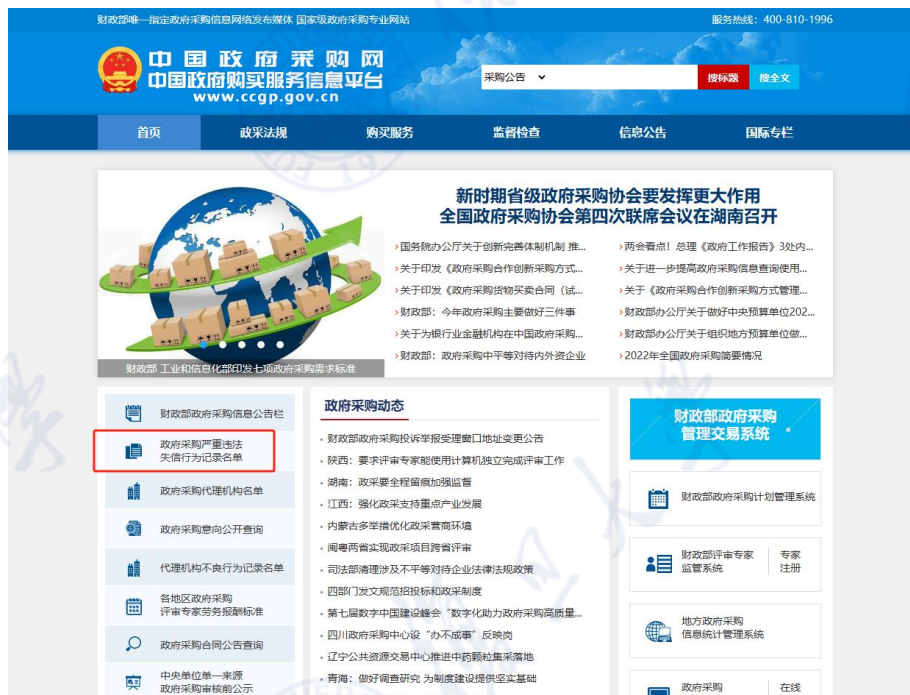 财政部唯一指定政府采购信息网络发布媒体 国家级政府采购专业网站
服务热线：400-810-1996
中国政府采购网
中国政府购买服务信息平台
www.ccgp.gov.cn
采购公告
搜标题
搜全文
首页
政采法规
购买服务
监督检查
信息公告
国际专栏
新时期省级政府采购协会要发挥更大作用
全国政府采购协会第四次联席会议在湖南召开
国务院办公厅关于创新完善体制机制 推...
关于印发《政府采购合作创新采购方式...
关于印发《政府采购货物买卖合同（试...
财政部：今年政府采购主要做好三件事
关于为银行业金融机构在中国政府采购...
财政部：政府采购中平等对待内外资企业
两会看点！总理《政府工作报告》3处内...
关于进一步提高政府采购信息查询使用...
关于《政府采购合作创新采购方式管理...
财政部办公厅关于做好中央预算单位202...
财政部办公厅关于组织地方预算单位做...
2022年全国政府采购简要情况
财政部 工业和信息化部印发七项政府采购需求标准
财政部政府采购信息公告栏
政府采购严重违法
失信行为记录名单
政府采购代理机构名单
政府采购意向公开查询
代理机构不良行为记录名单
各地区政府采购
评审专家劳务报酬标准
政府采购合同公告查询
中央单位单一来源
政府采购审核前公示
政府采购动态
财政部政府采购投诉举报受理窗口地址变更公告
陕西：要求评审专家能使用计算机独立完成评审工作
湖南：政采要全程留痕加强监督
江西：强化政采支持重点产业发展
内蒙古多举措优化政采营商环境
闽粤两省实现政采项目跨省评审
司法部清理涉及不平等对待企业法律法规政策
四部门发文规范招投标和政采制度
第七届数字中国建设峰会“数字化助力政府采购高质量...
四川政府采购中心设“办不成事”反映岗
辽宁公共资源交易中心推进中药颗粒集采落地
青海：做好调查研究 为制度建设提供坚实基础
财政部政府采购
管理交易系统
财政部政府采购计划管理系统
财政部评审专家
监管系统
专家
注册
地方政府采购
信息统计管理系统
政府采购
在线